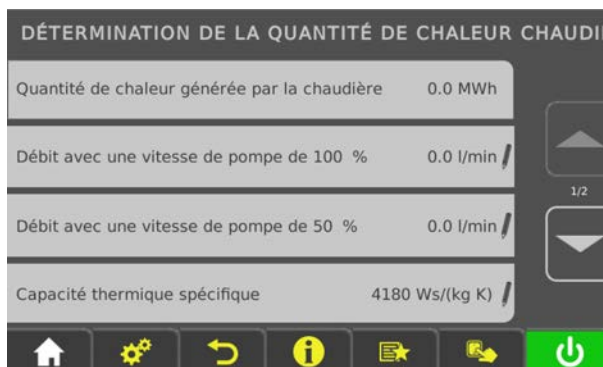 DÉTERMINATION DE LA QUANTITÉ DE CHALEUR CHAUDI
Quantité de chaleur générée par la chaudière 0.0 MWh
Débit avec une vitesse de pompe de 100 % 0.0 l/min
1/2
Débit avec une vitesse de pompe de 50 % 0.0 l/min
Capacité thermique spécifique 4180 Ws/(kg K)